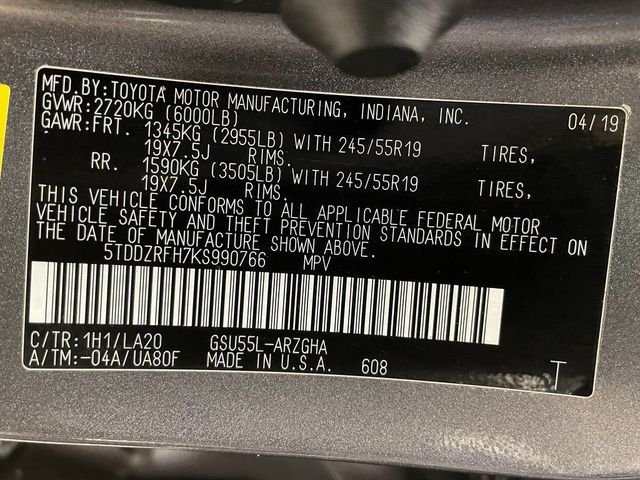 MFD.BY:TOYOTA MOTOR MANUFACTURING, INDIANA, INC. 04/19
GVWR:2720KG (6000LB)
GAWR:FRT. 1345KG (2955LB) WITH 245/55R19 TIRES,
19X7.5J RIMS.
RR. 1590KG (3505LB) WITH 245/55R19 TIRES,
19X7.5J RIMS.
THIS VEHICLE CONFORMS TO ALL APPLICABLE FEDERAL MOTOR
VEHICLE SAFETY AND THEFT PREVENTION STANDARDS IN EFFECT ON
THE DATE OF MANUFACTURE SHOWN ABOVE.
5TDDZRFH7KS990766 MPV
C/TR:1H1/LA20 GSU55L-ARZGHA
A/TM:-04A/UA80F MADE IN U.S.A. 608 T